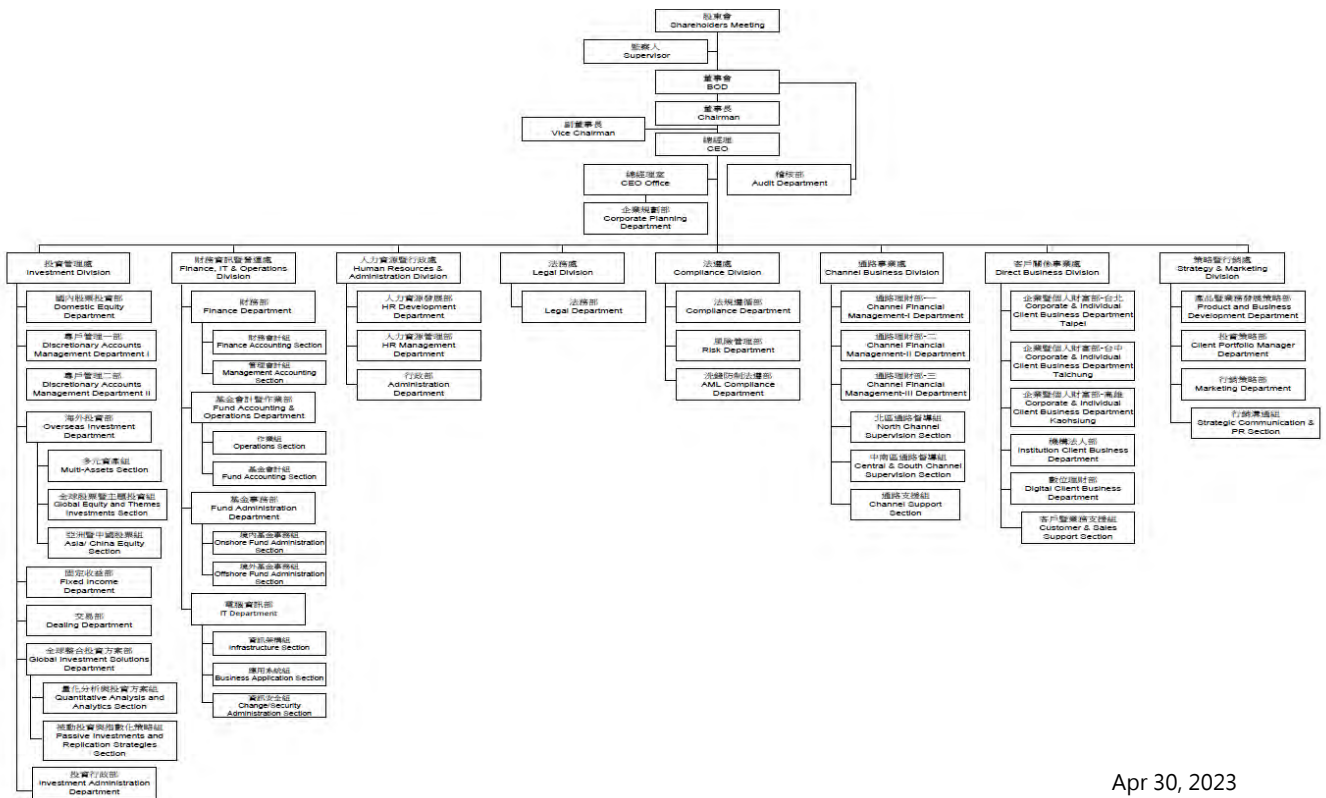 股東會
Shareholders Meeting
監察人
Supervisor
董事會
BOD
董事長
Chairman
副董事長
Vice Chairman
總經理
CEO
總經理室
CEO Office
稽核部
Audit Department
企業規劃部
Corporate Planning
Department
投資管理處
Investment Division
國內股票投資部
Domestic Equity
Department
專戶管理一部
Discretionary Accounts
Management Department I
專戶管理二部
Discretionary Accounts
Management Department II
海外投資部
Overseas Investment
Department
多元資產組
Multi-Assets Section
全球股票暨主題投資組
Global Equity and Themes
Investments Section
亞洲暨中國股票組
Asia/ China Equity
Section
固定收益部
Fixed Income
Department
交易部
Dealing Department
全球整合投資方案部
Global Investment Solutions
Department
量化分析與投資方案組
Quantitative Analysis and
Analytics Section
被動投資與指數化策略組
Passive Investments and
Replication Strategies
Section
投資行政部
Investment Administration
Department
財務資訊暨營運處
Finance, IT & Operations
Division
財務部
Finance Department
財務會計組
Finance Accounting Section
管理會計組
Management Accounting
Section
基金會計暨作業部
Fund Accounting &
Operations Department
作業組
Operations Section
基金會計組
Fund Accounting Section
基金事務部
Fund Administration
Department
境內基金事務組
Onshore Fund Administration
Section
境外基金事務組
Offshore Fund Administration
Section
電腦資訊部
IT Department
資訊架構組
Infrastructure Section
應用系統組
Business Application Section
資訊安全組
Change/Security
Administration Section
人力資源暨行政處
Human Resources &
Administration Division
人力資源發展部
HR Development
Department
人力資源管理部
HR Management
Department
行政部
Administration
Department
法務處
Legal Division
法務部
Legal Department
法遵處
Compliance Division
法規遵循部
Compliance Department
風險管理部
Risk Department
洗錢防制法遵部
AML Compliance
Department
通路事業處
Channel Business Division
通路理財部-一
Channel Financial
Management-I Department
通路理財部-二
Channel Financial
Management-II Department
通路理財部-三
Channel Financial
Management-III Department
北區通路督導組
North Channel
Supervision Section
中南區通路督導組
Central & South Channel
Supervision Section
通路支援組
Channel Support
Section
客戶關係事業處
Direct Business Division
企業暨個人財富部-台北
Corporate & Individual
Client Business Department
Taipei
企業暨個人財富部-台中
Corporate & Individual
Client Business Department
Taichung
企業暨個人財富部-高雄
Corporate & Individual
Client Business Department
Kaohsiung
機構法人部
Institution Client Business
Department
數位理財部
Digital Client Business
Department
客戶暨業務支援組
Customer & Sales
Support Section
策略暨行銷處
Strategy & Marketing
Division
產品暨業務發展策略部
Product and Business
Development Department
投資策略部
Client Portfolio Manager
Department
行銷策略部
Marketing Department
行銷溝通組
Strategic Communication &
PR Section
Apr 30, 2023